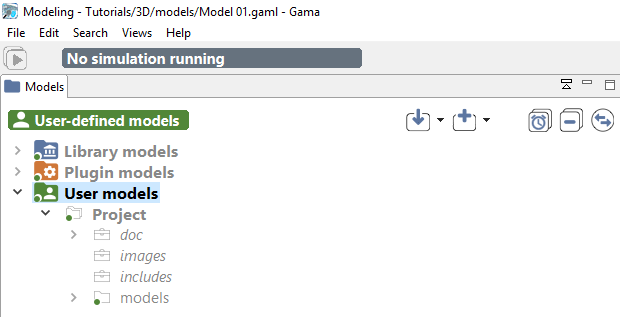 Modeling - Tutorials/3D/models/Model 01.gaml - Gama
File Edit Search Views Help
No simulation running
Models
User-defined models
Library models
Plugin models
User models
Project
doc
images
includes
models